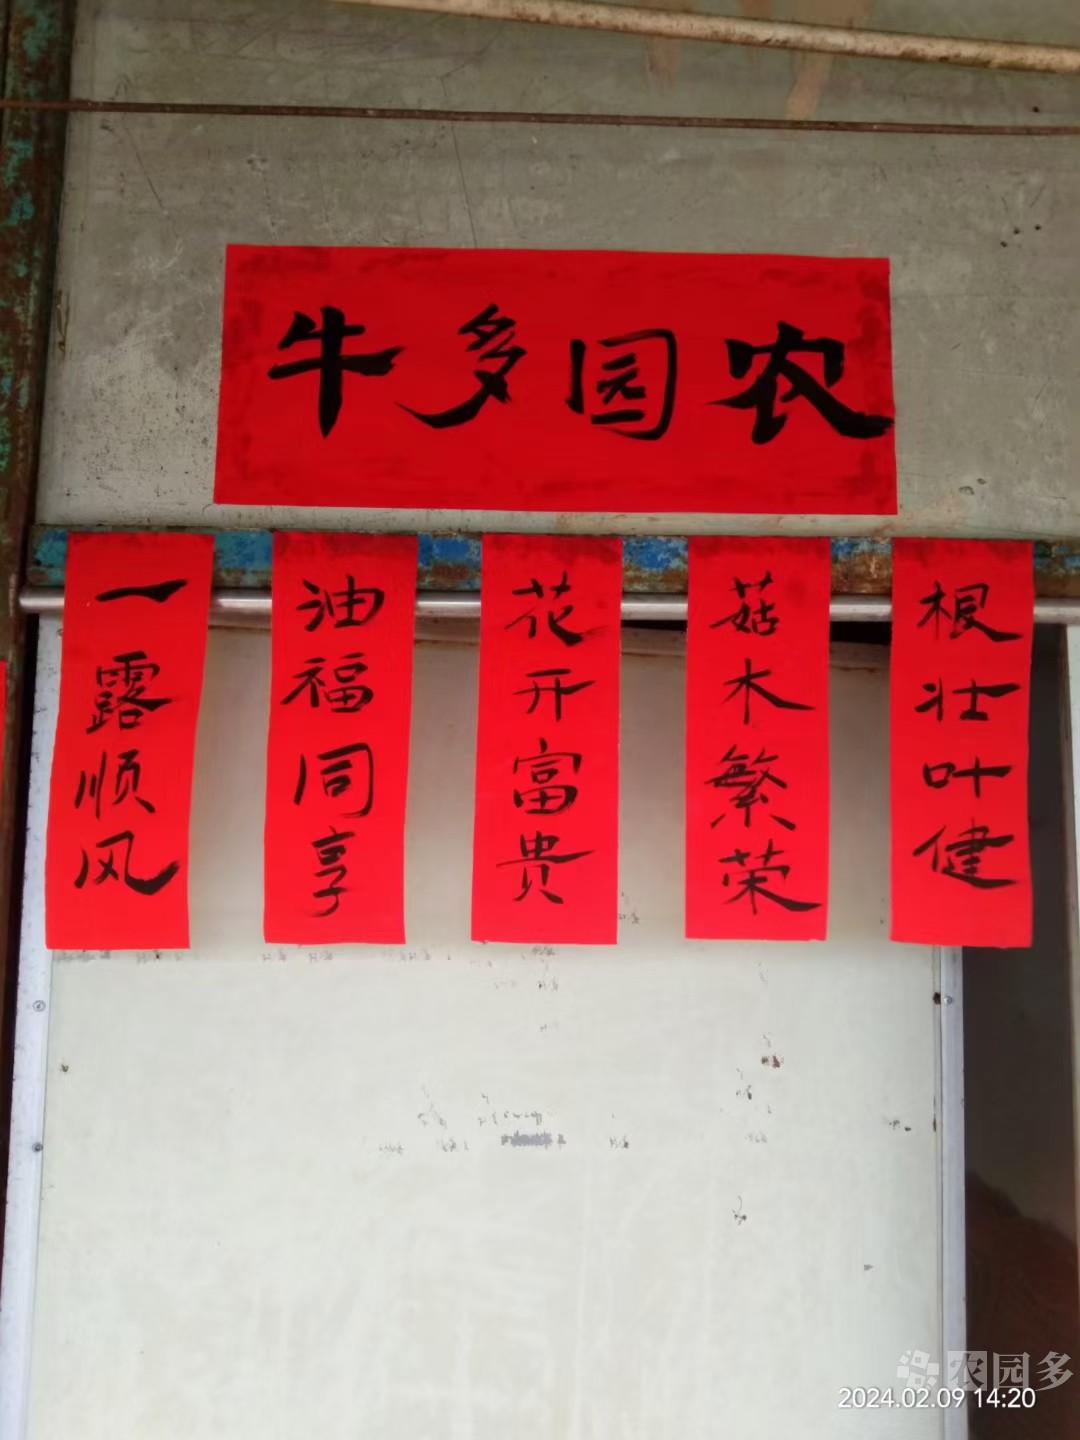 农园多牛
根壮叶健
菇木繁荣
花开富贵
油福同享
一露顺风
农园多
2024.02.09 14:20